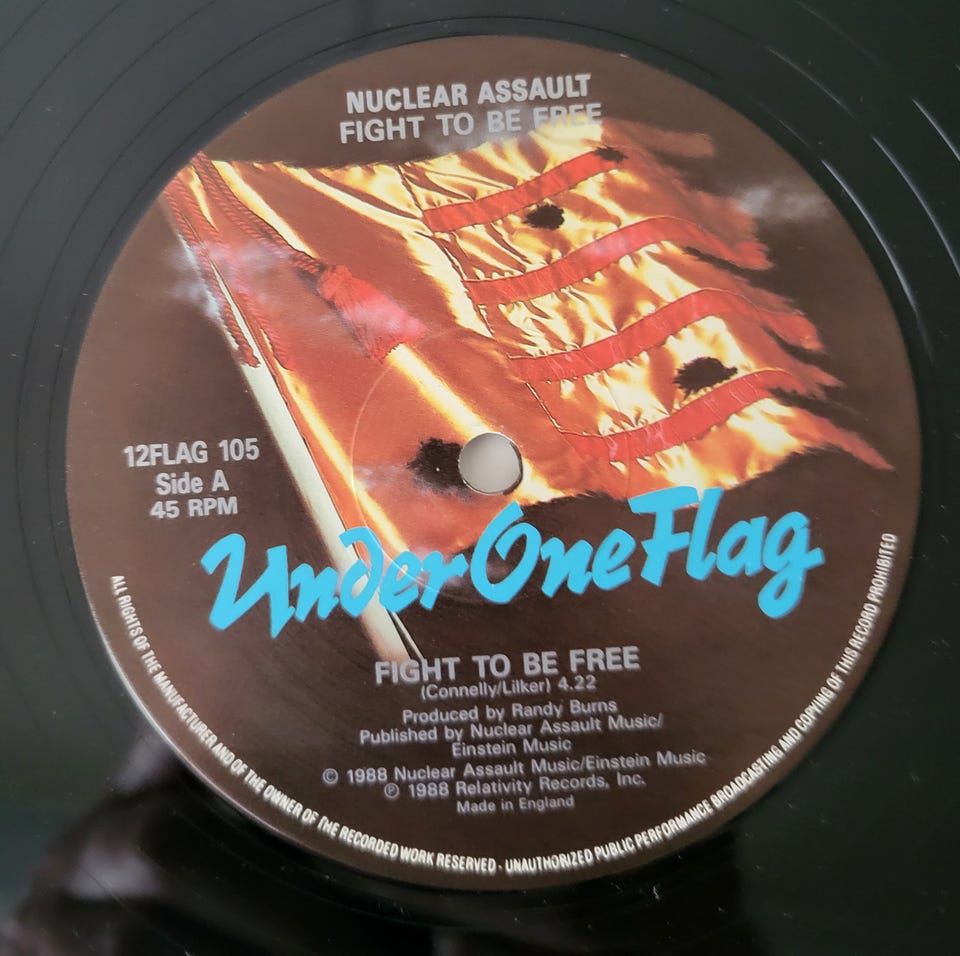 NUCLEAR ASSAULT
FIGHT TO BE FREE
12FLAG 105
Side A
45 RPM
Under One Flag
FIGHT TO BE FREE
(Connelly/Lilker) 4.22
Produced by Randy Burns
Published by Nuclear Assault Music/
Einstein Music
© 1988 Nuclear Assault Music/Einstein Music
℗ 1988 Relativity Records, Inc.
Made in England
ALL RIGHTS OF THE MANUFACTURER AND OF THE OWNER OF THE RECORDED WORK RESERVED · UNAUTHORIZED PUBLIC PERFORMANCE BROADCASTING AND COPYING OF THIS RECORD PROHIBITED